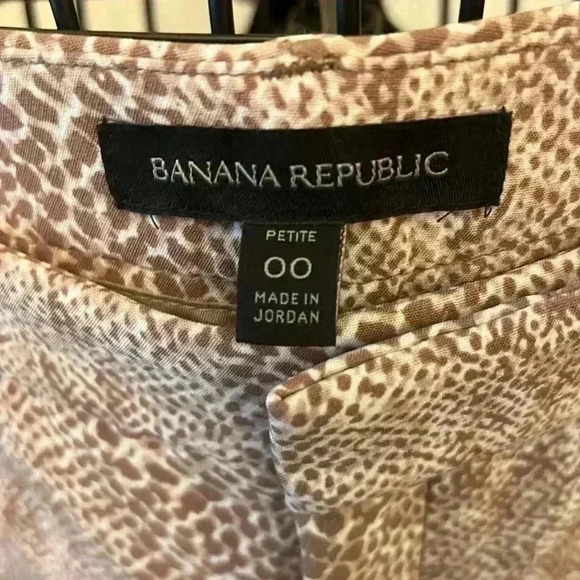 BANANA REPUBLIC
PETITE
00
MADE IN
JORDAN